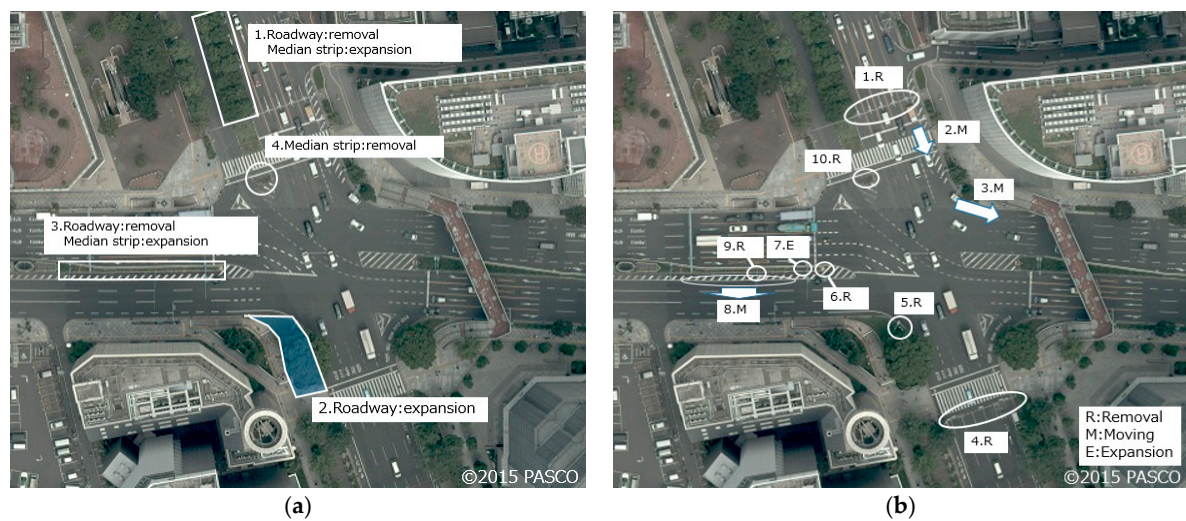 1.Roadway:removal
Median strip:expansion
4.Median strip:removal
3.Roadway:removal
Median strip:expansion
2.Roadway:expansion
©2015 PASCO
(a)
1.R
2.M
10.R
3.M
9.R
7.E
6.R
8.M
5.R
4.R
R:Removal
M:Moving
E:Expansion
©2015 PASCO
(b)